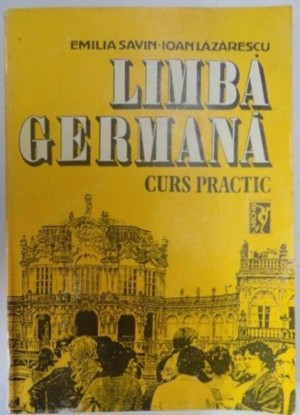 EMILIA SAVIN · IOAN LĂZĂRESCU
LIMBA
GERMANĂ
CURS PRACTIC